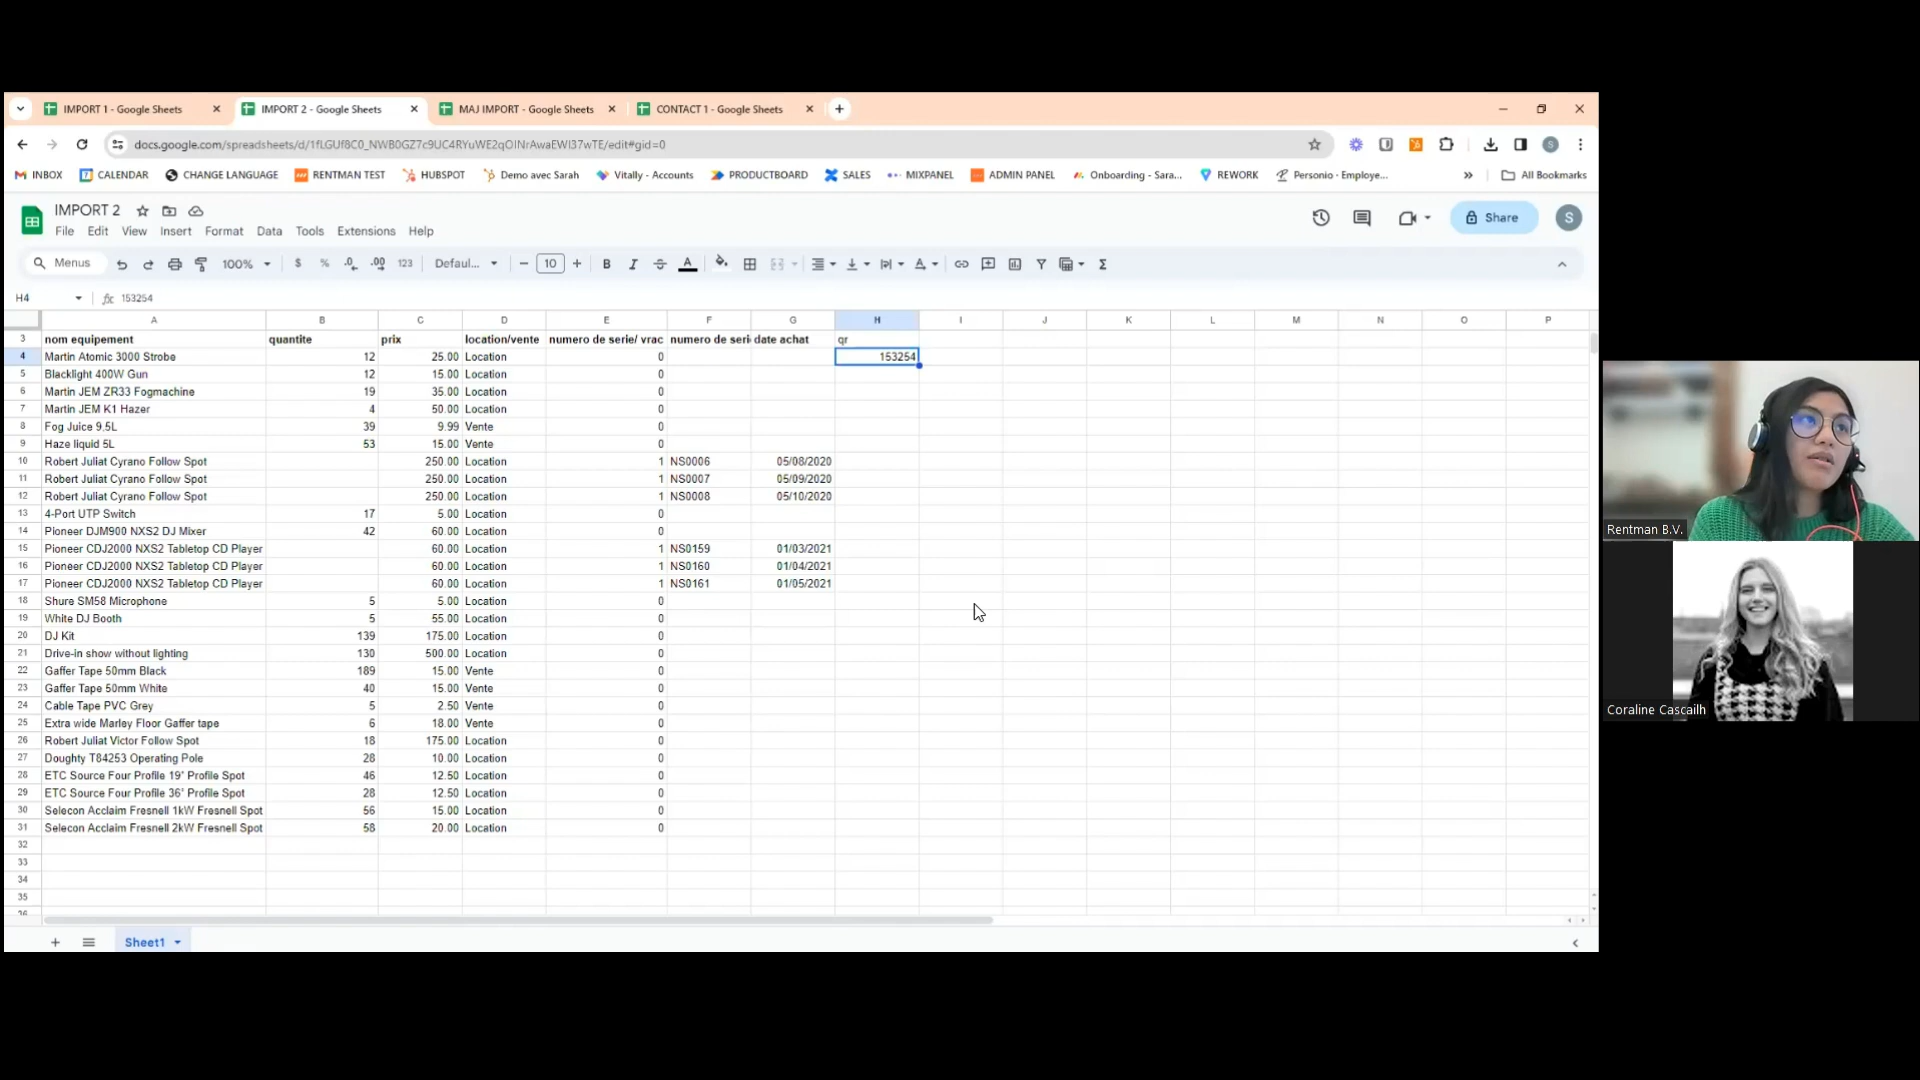 IMPORT 1 - Google Sheets
IMPORT 2 - Google Sheets
MAJ IMPORT - Google Sheets
CONTACT 1 - Google Sheets
docs.google.com/spreadsheets/d/1fLGUf8C0_NWB0GZ7c9UC4RYuWE2qOINrAwaEWI37wTE/edit#gid=0
INBOX
CALENDAR
CHANGE LANGUAGE
RENTMAN TEST
HUBSPOT
Demo avec Sarah
Vitally - Accounts
PRODUCTBOARD
SALES
MIXPANEL
ADMIN PANEL
Onboarding - Sara...
REWORK
Personio - Employe...
All Bookmarks
IMPORT 2
File Edit View Insert Format Data Tools Extensions Help
Share
S
Menus 100% $ % .0 .00 123 Defaul... 10 B I A Σ
H4 fx 153254
A B C D E F G H I J K L M N O P
3 nom equipement quantite prix location/vente numero de serie/ vrac numero de seri date achat qr
4 Martin Atomic 3000 Strobe 12 25.00 Location 0 153254
5 Blacklight 400W Gun 12 15.00 Location 0
6 Martin JEM ZR33 Fogmachine 19 35.00 Location 0
7 Martin JEM K1 Hazer 4 50.00 Location 0
8 Fog Juice 9.5L 39 9.99 Vente 0
9 Haze liquid 5L 53 15.00 Vente 0
10 Robert Juliat Cyrano Follow Spot 250.00 Location 1 NS0006 05/08/2020
11 Robert Juliat Cyrano Follow Spot 250.00 Location 1 NS0007 05/09/2020
12 Robert Juliat Cyrano Follow Spot 250.00 Location 1 NS0008 05/10/2020
13 4-Port UTP Switch 17 5.00 Location 0
14 Pioneer DJM900 NXS2 DJ Mixer 42 60.00 Location 0
15 Pioneer CDJ2000 NXS2 Tabletop CD Player 60.00 Location 1 NS0159 01/03/2021
16 Pioneer CDJ2000 NXS2 Tabletop CD Player 60.00 Location 1 NS0160 01/04/2021
17 Pioneer CDJ2000 NXS2 Tabletop CD Player 60.00 Location 1 NS0161 01/05/2021
18 Shure SM58 Microphone 5 5.00 Location 0
19 White DJ Booth 5 55.00 Location 0
20 DJ Kit 139 175.00 Location 0
21 Drive-in show without lighting 130 500.00 Location 0
22 Gaffer Tape 50mm Black 189 15.00 Vente 0
23 Gaffer Tape 50mm White 40 15.00 Vente 0
24 Cable Tape PVC Grey 5 2.50 Vente 0
25 Extra wide Marley Floor Gaffer tape 6 18.00 Vente 0
26 Robert Juliat Victor Follow Spot 18 175.00 Location 0
27 Doughty T84253 Operating Pole 28 10.00 Location 0
28 ETC Source Four Profile 19° Profile Spot 46 12.50 Location 0
29 ETC Source Four Profile 36° Profile Spot 28 12.50 Location 0
30 Selecon Acclaim Fresnell 1kW Fresnell Spot 56 15.00 Location 0
31 Selecon Acclaim Fresnell 2kW Fresnell Spot 58 20.00 Location 0
32
33
34
35
36
Sheet1
Rentman B.V.
Coraline Cascailh